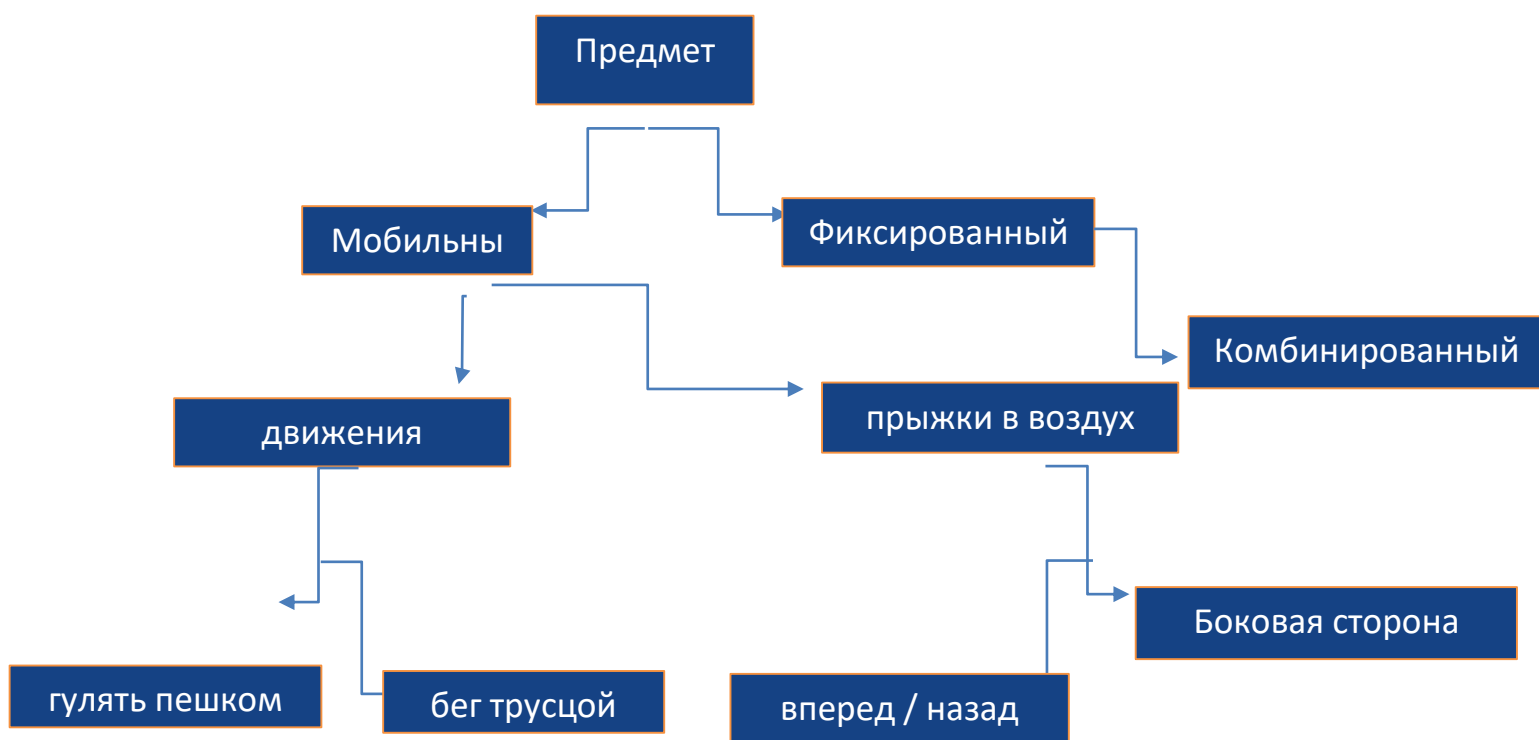 Предмет
Мобильны
Фиксированный
Комбинированный
движения
прыжки в воздух
гулять пешком
бег трусцой
вперед / назад
Боковая сторона